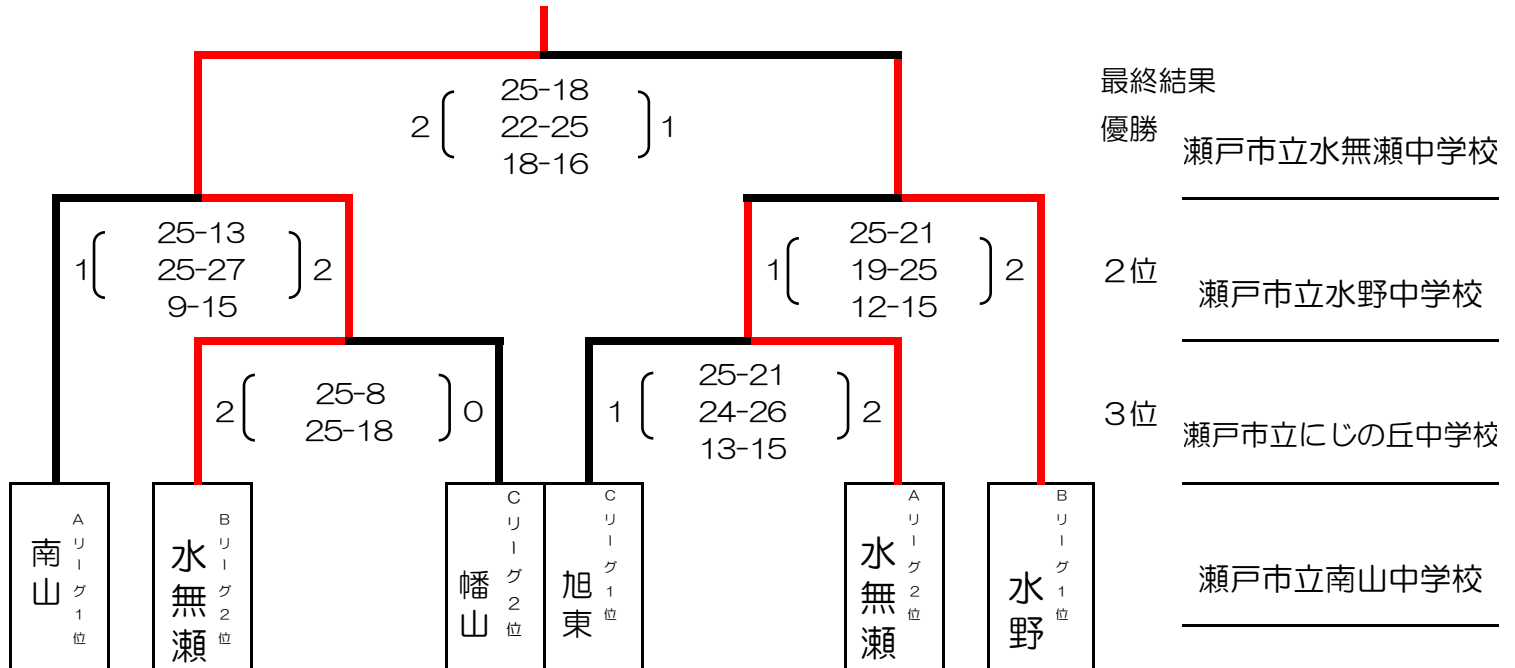 25-18
2 22-25 1
18-16
最終結果
優勝
瀬戸市立水無瀬中学校
25-13
1 25-27 2
9-15
25-21
1 19-25 2
12-15
2位
瀬戸市立水野中学校
2 25-8 0
25-18
25-21
1 24-26 2
13-15
3位
瀬戸市立にじの丘中学校
瀬戸市立南山中学校
Aリーグ1位
南山
Bリーグ2位
水無瀬
Cリーグ2位
幡山
Cリーグ1位
旭東
Aリーグ2位
水無瀬
Bリーグ1位
水野